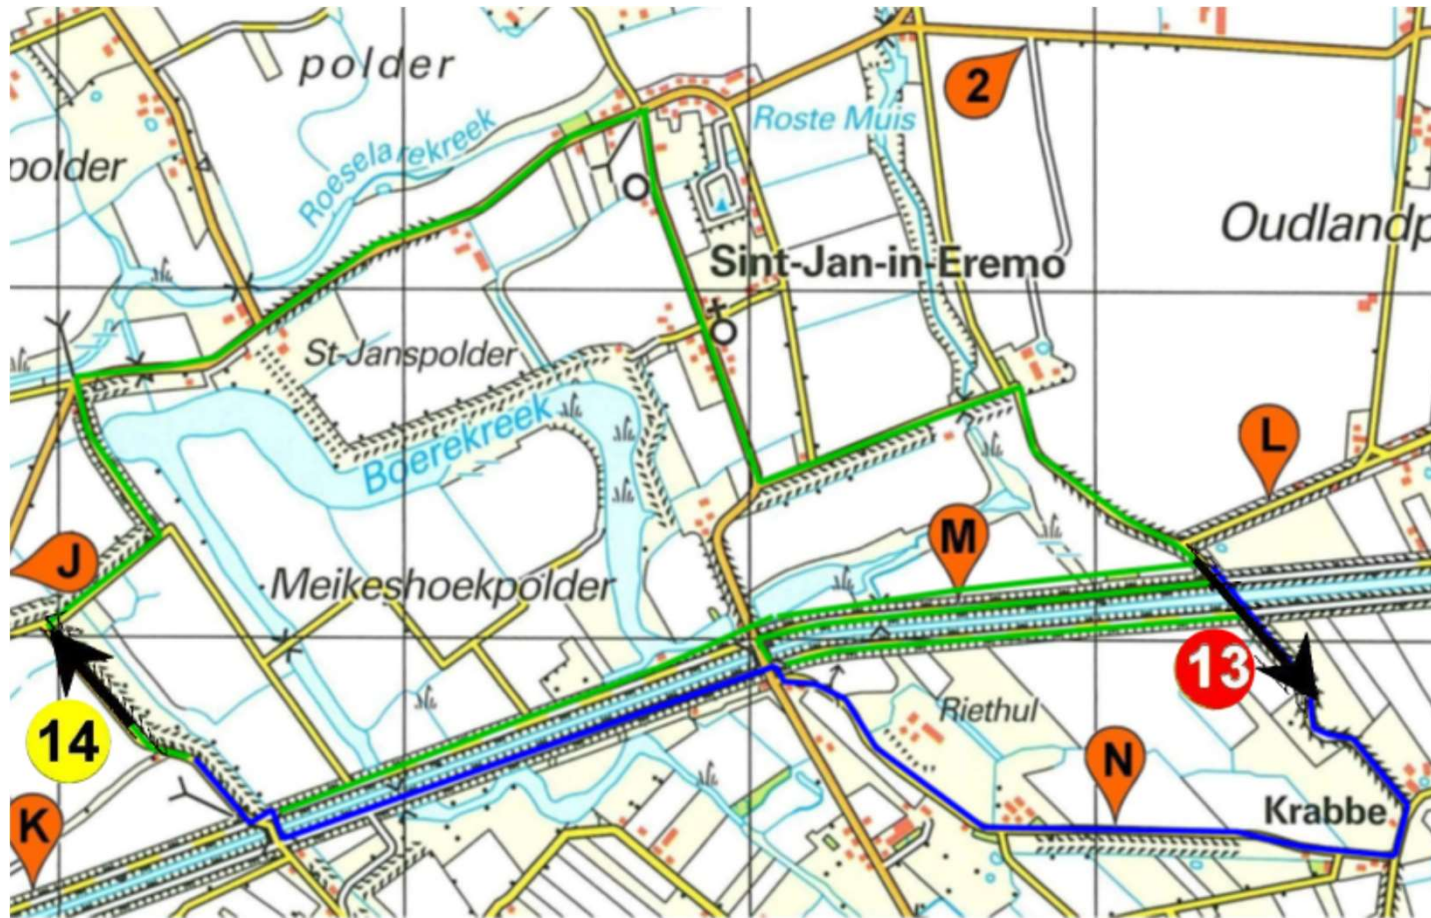 polder
2
Roeselarekreek
Roste Muis
polder
Oudlandp
Sint-Jan-in-Eremo
St-Janspolder
Boerekreek
L
M
J
Meikeshoekpolder
13
14
Riethul
N
K
Krabbe